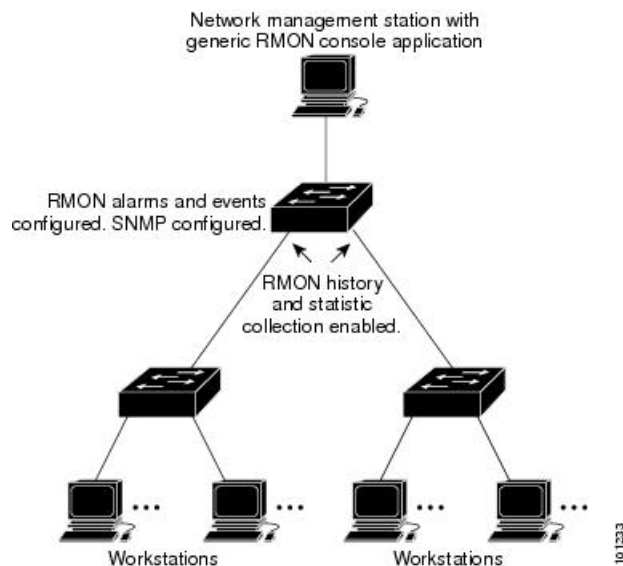 Network management station with
generic RMON console application
RMON alarms and events
configured. SNMP configured.
RMON history
and statistic
collection enabled.
Workstations
Workstations
101233